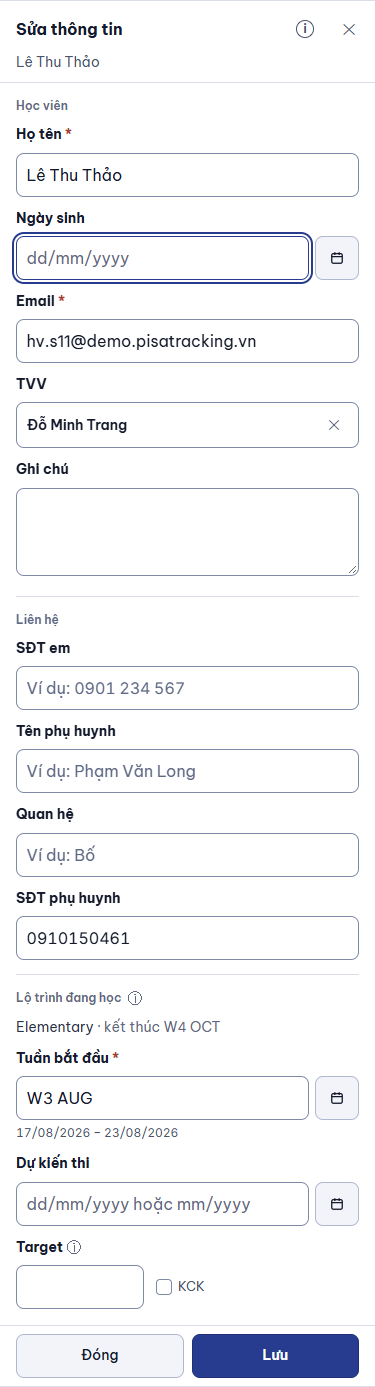 Sửa thông tin
Lê Thu Thảo
Học viên
Họ tên *
Lê Thu Thảo
Ngày sinh
dd/mm/yyyy
Email *
hv.s11@demo.pisatracking.vn
TVV
Đỗ Minh Trang
Ghi chú
Liên hệ
SĐT em
Ví dụ: 0901 234 567
Tên phụ huynh
Ví dụ: Phạm Văn Long
Quan hệ
Ví dụ: Bố
SĐT phụ huynh
0910150461
Lộ trình đang học
Elementary · kết thúc W4 OCT
Tuần bắt đầu *
W3 AUG
17/08/2026 – 23/08/2026
Dự kiến thi
dd/mm/yyyy hoặc mm/yyyy
Target
KCK
Đóng Lưu